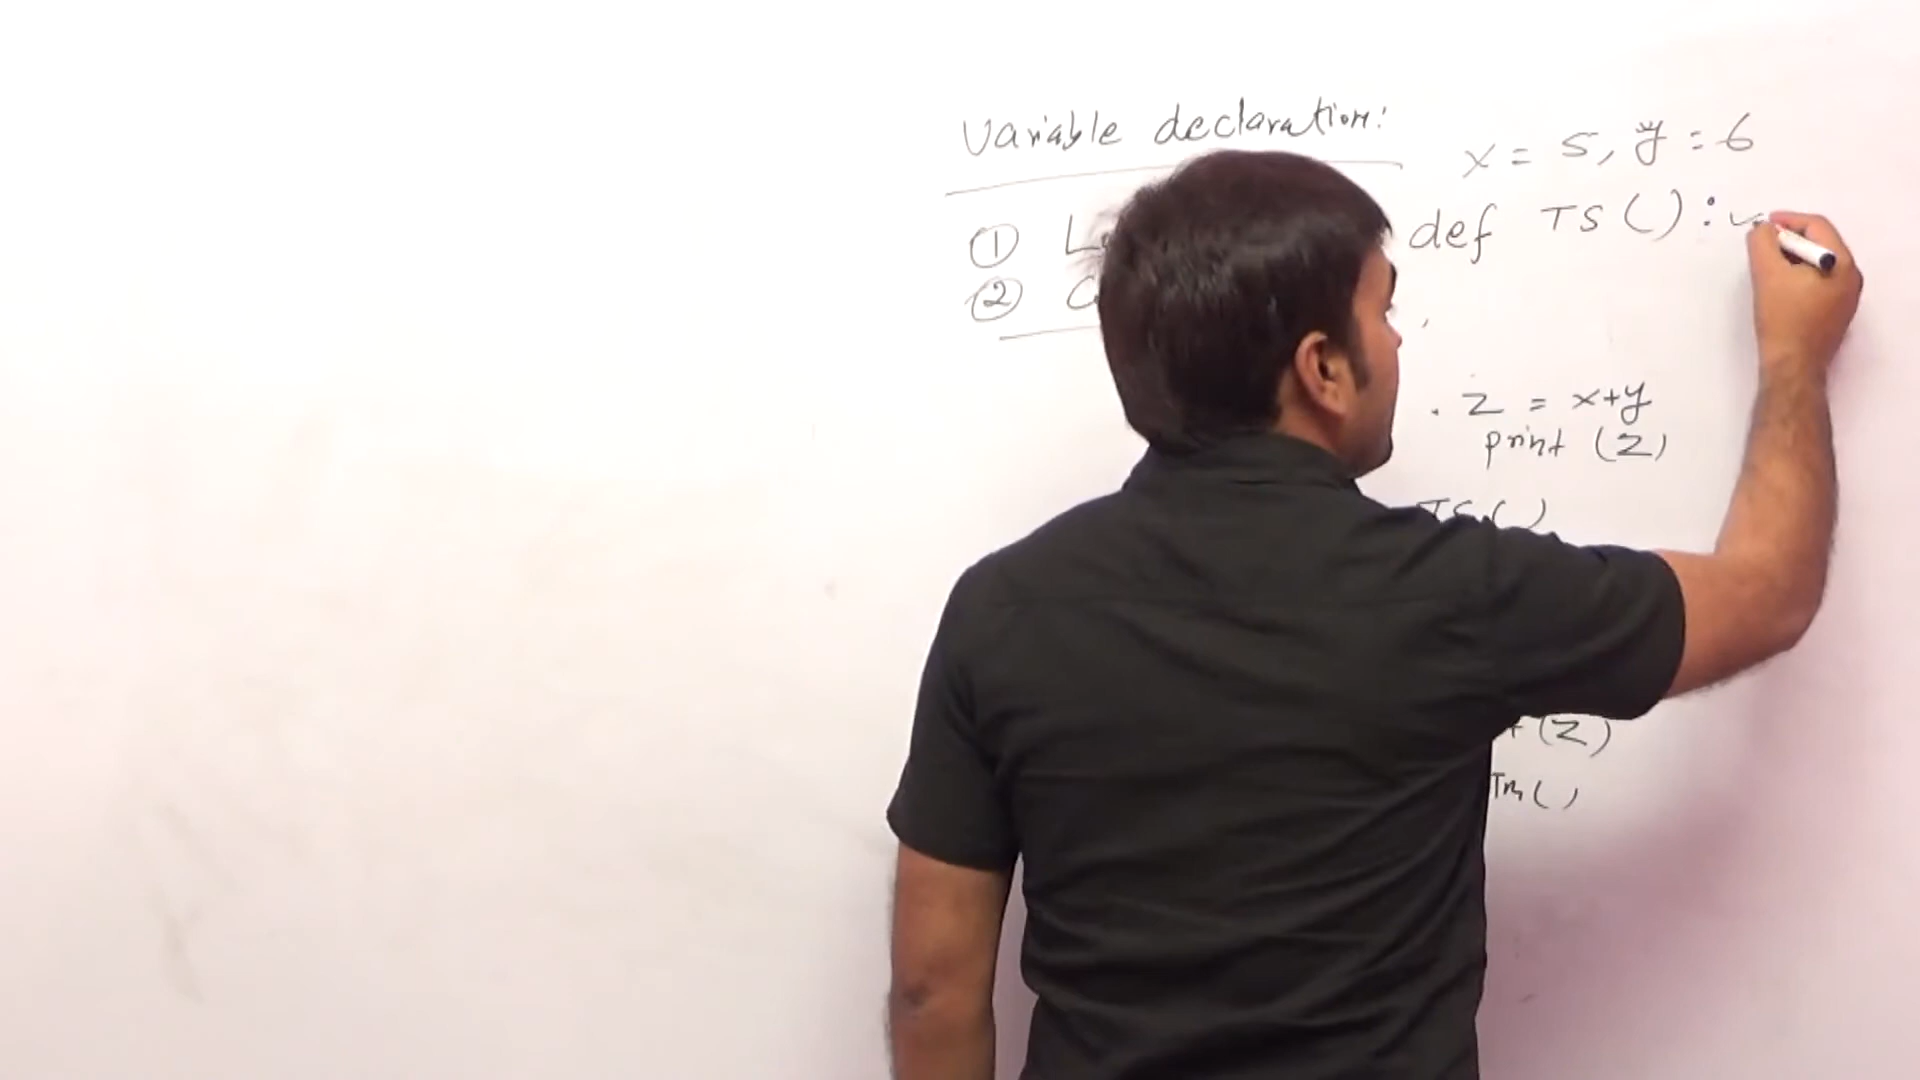 Variable declaration:
x = 5, y = 6
①
def TS():
②
z = x+y
print (z)
TS()
(z)
Tm()